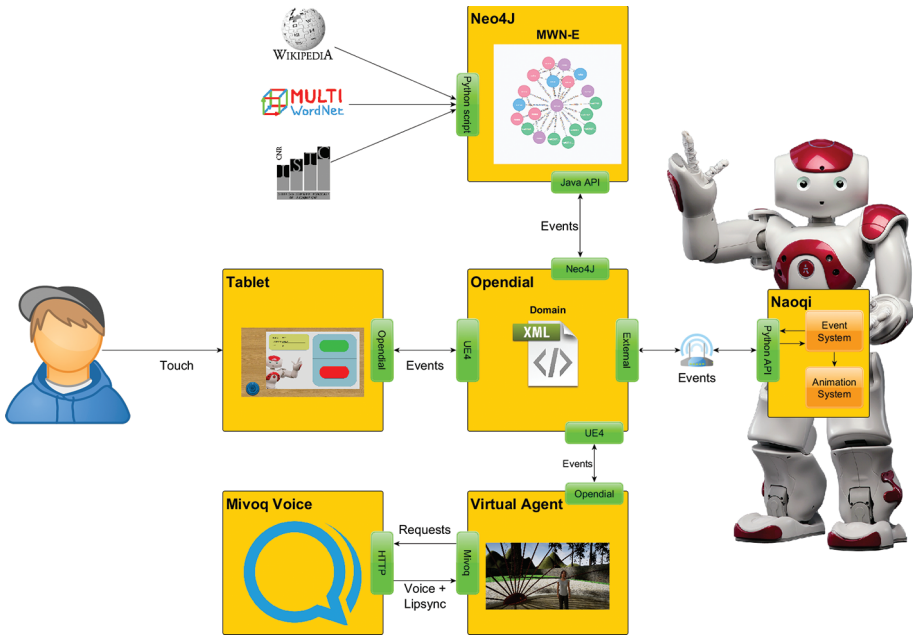 Neo4J
MWN-E
WIKIPEDIA
MULTI
WordNet
CNR
Python script
Java API
Events
Neo4J
Tablet
Opendial
Domain
XML
</>
Opendial
UE4
External
Events
Touch
Events
Naoqi
Python API
Event
System
Animation
System
UE4
Events
Opendial
Mivoq Voice
HTTP
Requests
Voice +
Lipsync
Virtual Agent
Mivoq